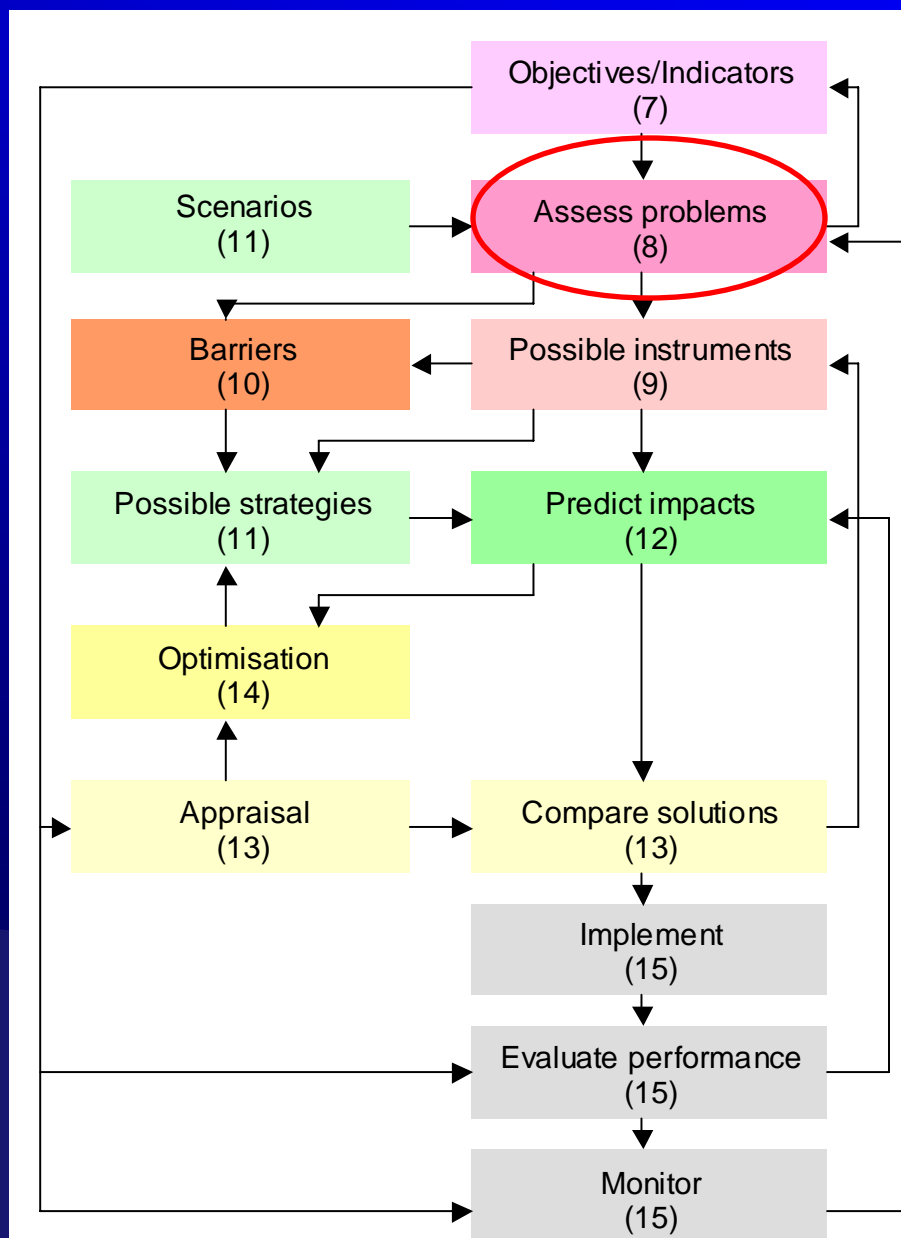 Objectives/Indicators
(7)
Scenarios
(11)
Assess problems
(8)
Barriers
(10)
Possible instruments
(9)
Possible strategies
(11)
Predict impacts
(12)
Optimisation
(14)
Appraisal
(13)
Compare solutions
(13)
Implement
(15)
Evaluate performance
(15)
Monitor
(15)